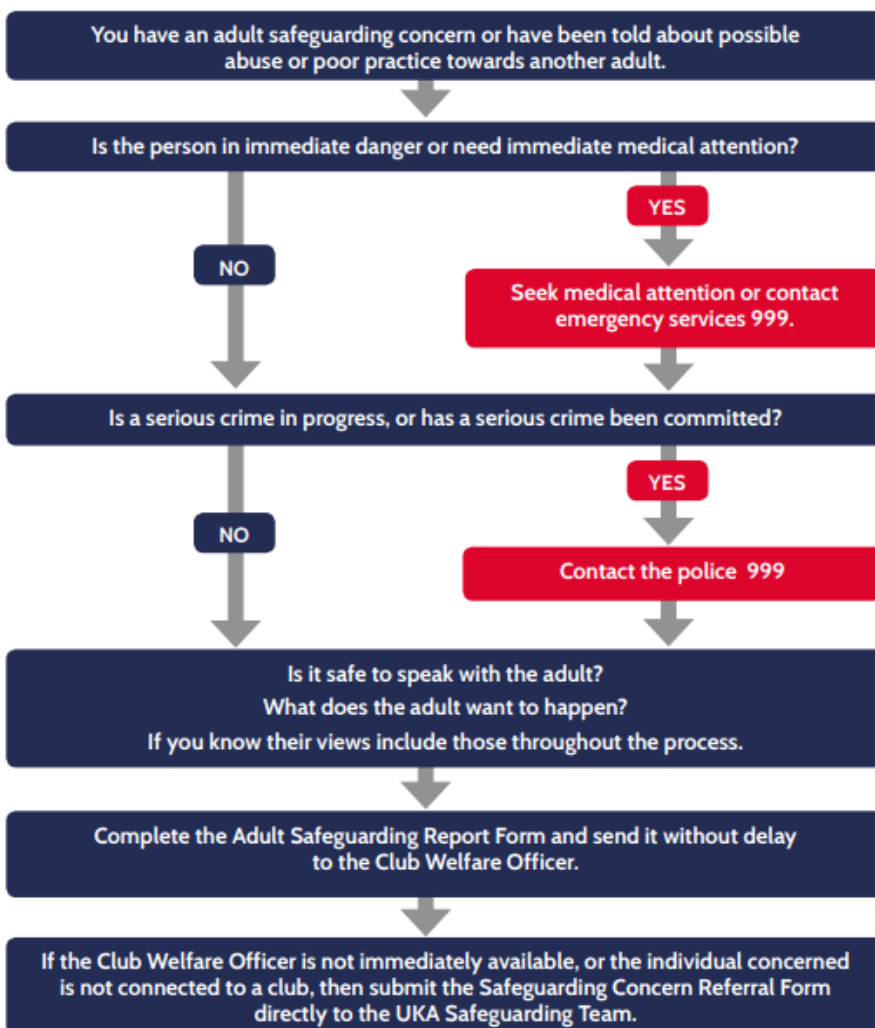 You have an adult safeguarding concern or have been told about possible
abuse or poor practice towards another adult.
Is the person in immediate danger or need immediate medical attention?
YES
NO
Seek medical attention or contact
emergency services 999.
Is a serious crime in progress, or has a serious crime been committed?
YES
NO
Contact the police 999
Is it safe to speak with the adult?
What does the adult want to happen?
If you know their views include those throughout the process.
Complete the Adult Safeguarding Report Form and send it without delay
to the Club Welfare Officer.
If the Club Welfare Officer is not immediately available, or the individual concerned
is not connected to a club, then submit the Safeguarding Concern Referral Form
directly to the UKA Safeguarding Team.